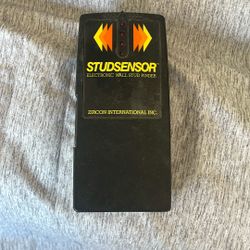 STUDSENSOR
ELECTRONIC WALL STUD FINDER
ZIRCON INTERNATIONAL INC.